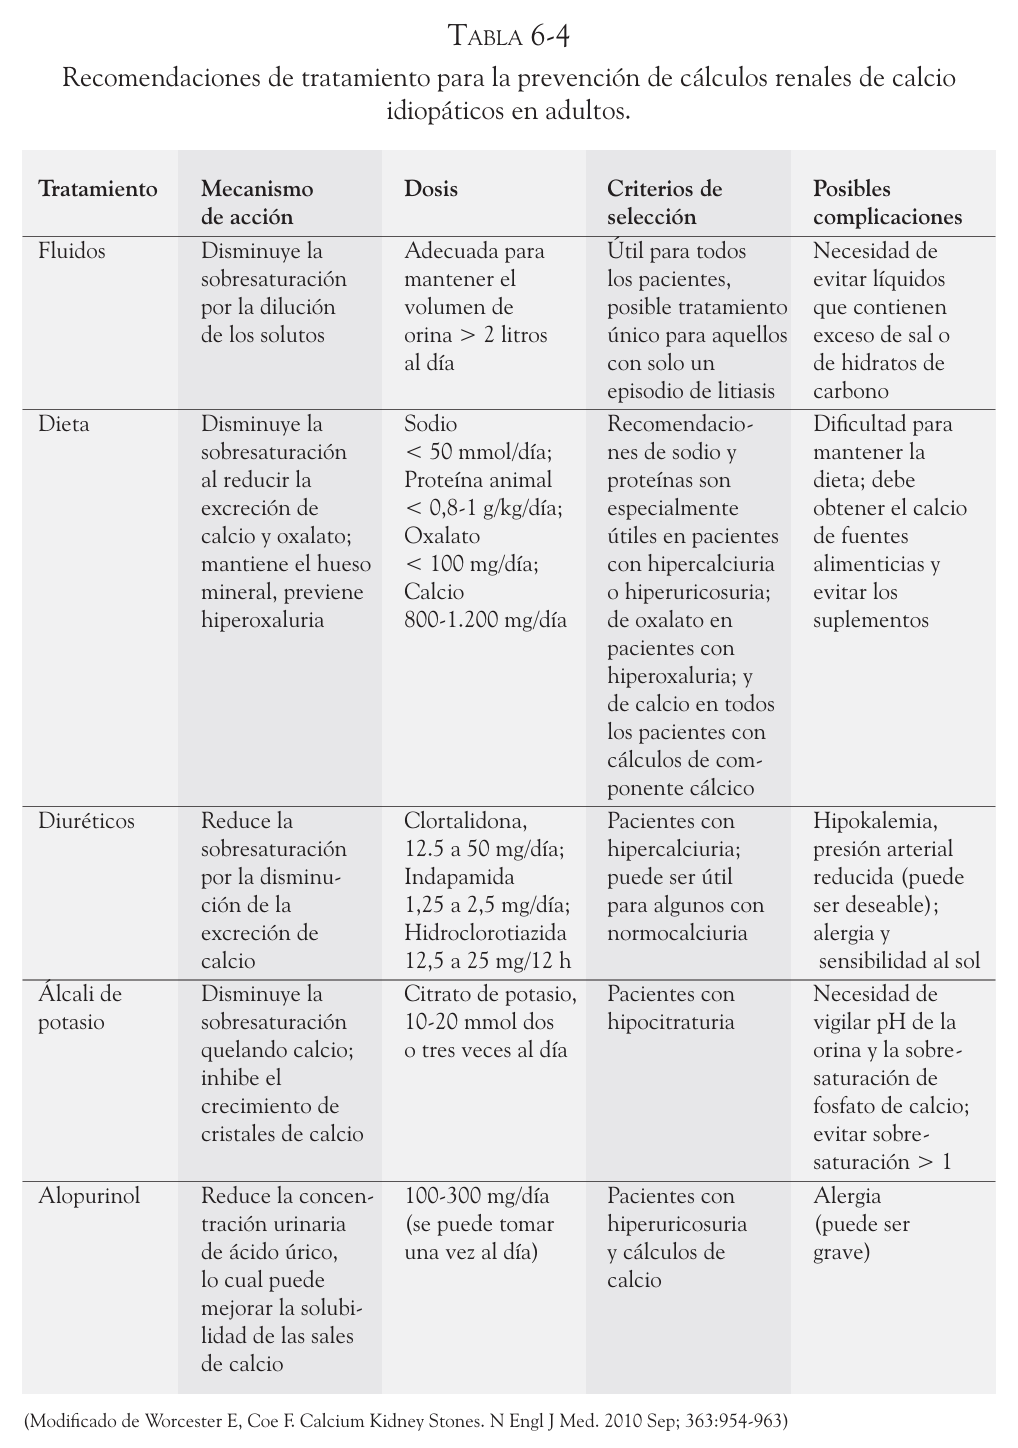 TABLA 6-4
Recomendaciones de tratamiento para la prevención de cálculos renales de calcio
idiopáticos en adultos.
Tratamiento
Mecanismo
de acción
Dosis
Criterios de
selección
Posibles
complicaciones
Fluidos
Disminuye la
sobresaturación
por la dilución
de los solutos
Adecuada para
mantener el
volumen de
orina > 2 litros
al día
Útil para todos
los pacientes,
posible tratamiento
único para aquellos
con solo un
episodio de litiasis
Necesidad de
evitar líquidos
que contienen
exceso de sal o
de hidratos de
carbono
Dieta
Disminuye la
sobresaturación
al reducir la
excreción de
calcio y oxalato;
mantiene el hueso
mineral, previene
hiperoxaluria
Sodio
< 50 mmol/día;
Proteína animal
< 0,8-1 g/kg/día;
Oxalato
< 100 mg/día;
Calcio
800-1.200 mg/día
Recomendacio-
nes de sodio y
proteínas son
especialmente
útiles en pacientes
con hipercalciuria
o hiperuricosuria;
de oxalato en
pacientes con
hiperoxaluria; y
de calcio en todos
los pacientes con
cálculos de com-
ponente cálcico
Dificultad para
mantener la
dieta; debe
obtener el calcio
de fuentes
alimenticias y
evitar los
suplementos
Diuréticos
Reduce la
sobresaturación
por la disminu-
ción de la
excreción de
calcio
Clortalidona,
12.5 a 50 mg/día;
Indapamida
1,25 a 2,5 mg/día;
Hidroclorotiazida
12,5 a 25 mg/12 h
Pacientes con
hipercalciuria;
puede ser útil
para algunos con
normocalciuria
Hipokalemia,
presión arterial
reducida (puede
ser deseable);
alergia y
sensibilidad al sol
Álcali de
potasio
Disminuye la
sobresaturación
quelando calcio;
inhibe el
crecimiento de
cristales de calcio
Citrato de potasio,
10-20 mmol dos
o tres veces al día
Pacientes con
hipocitraturia
Necesidad de
vigilar pH de la
orina y la sobre-
saturación de
fosfato de calcio;
evitar sobre-
saturación > 1
Alopurinol
Reduce la concen-
tración urinaria
de ácido úrico,
lo cual puede
mejorar la solubi-
lidad de las sales
de calcio
100-300 mg/día
(se puede tomar
una vez al día)
Pacientes con
hiperuricosuria
y cálculos de
calcio
Alergia
(puede ser
grave)
(Modificado de Worcester E, Coe F. Calcium Kidney Stones. N Engl J Med. 2010 Sep; 363:954-963)